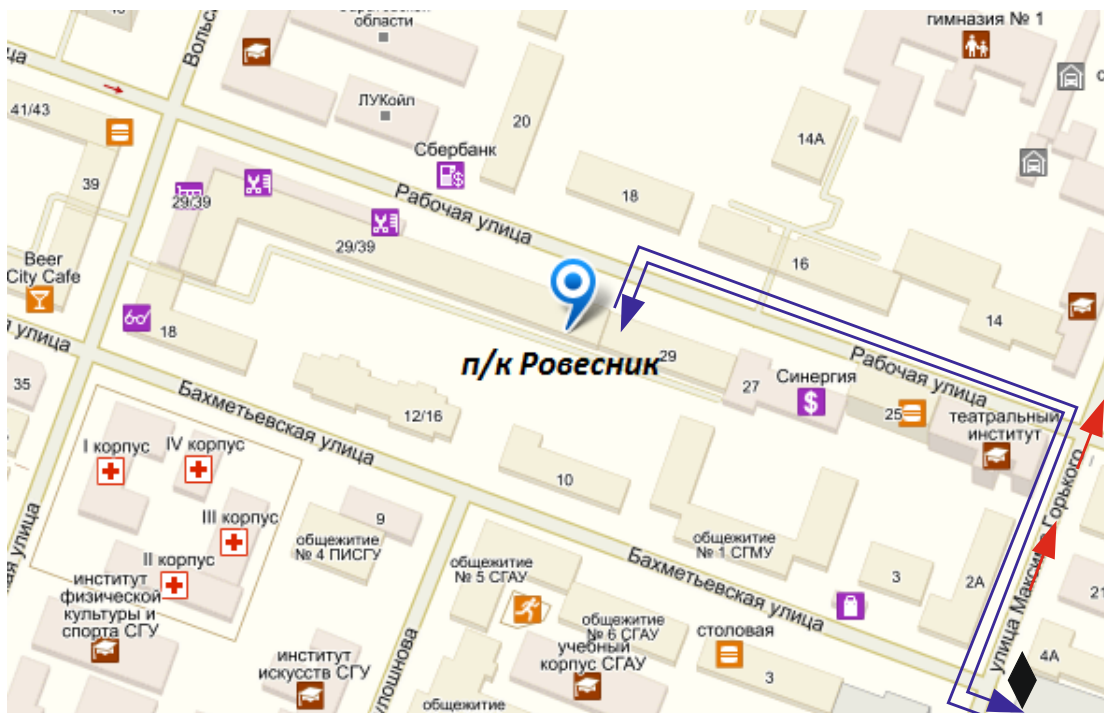 области
гимназия № 1
41/43
ЛУКойл
20
14А
Сбербанк
39
18
29/39
Рабочая улица
29/39
16
Beer
City Cafe
18
14
35
п/к Ровесник
29
27
Синергия
Рабочая улица
25
театральный
институт
12/16
Бахметьевская улица
I корпус
IV корпус
10
III корпус
9
II корпус
общежитие
№ 4 ПИСГУ
общежитие
№ 1 СГМУ
улица Максима Горького
общежитие
№ 5 СГАУ
Бахметьевская улица
3
2А
21
институт
физической
культуры и
спорта СГУ
общежитие
№ 6 СГАУ
столовая
учебный
корпус СГАУ
институт
искусств СГУ
3
4А
общежитие